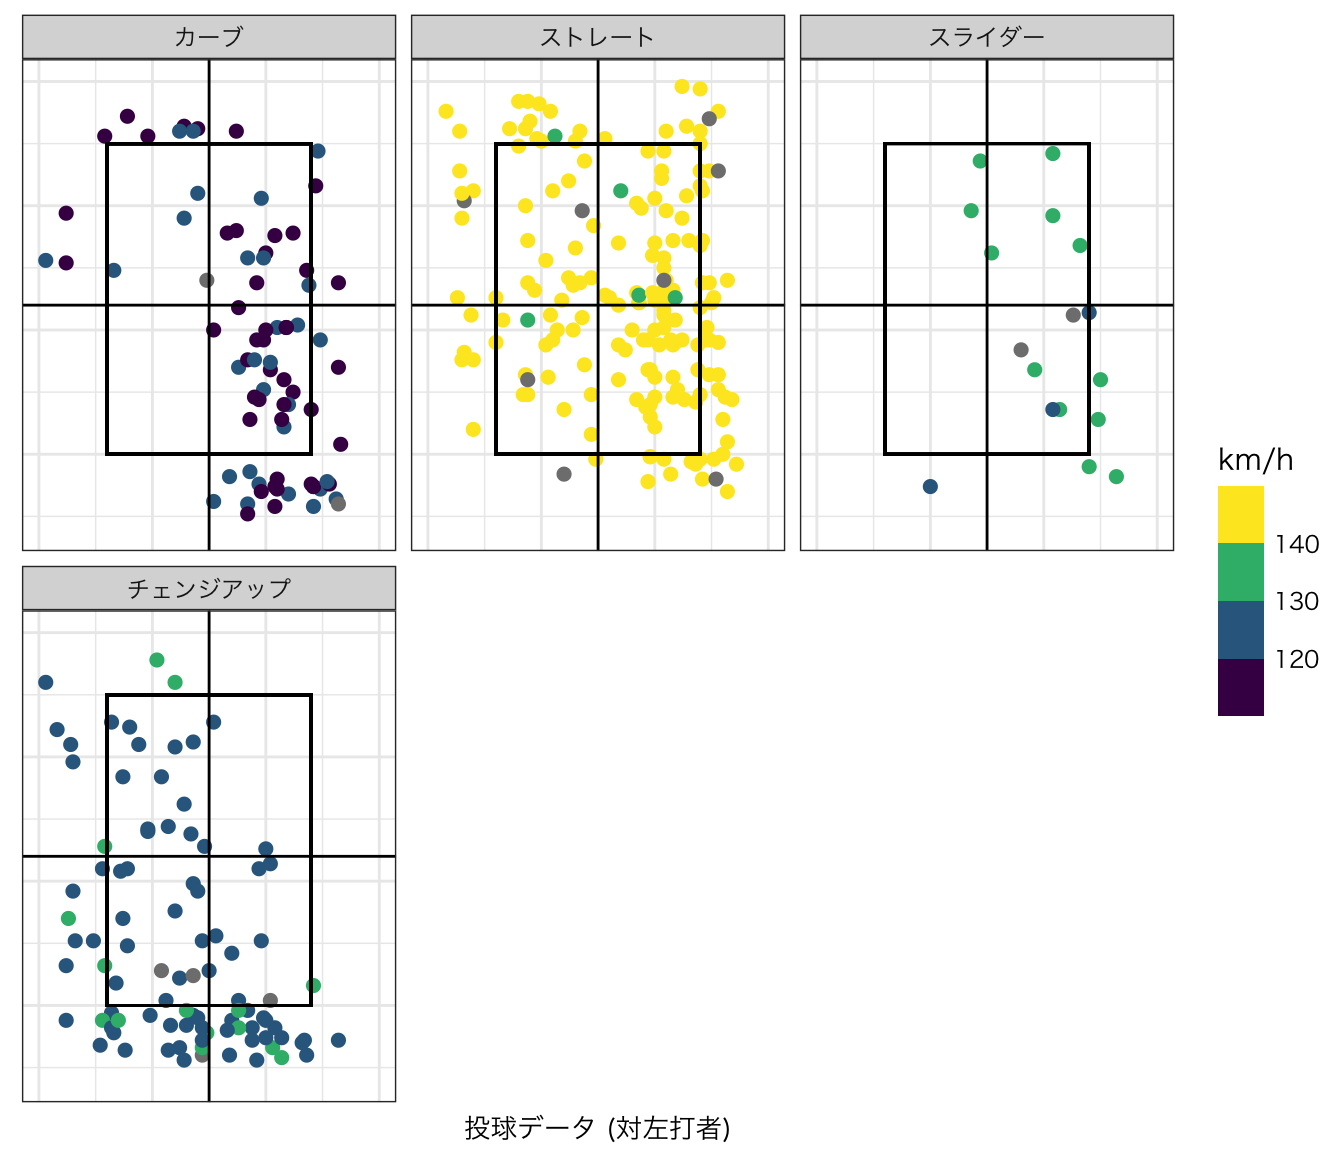 カーブ
ストレート
スライダー
チェンジアップ
km/h
140
130
120
投球データ (対左打者)